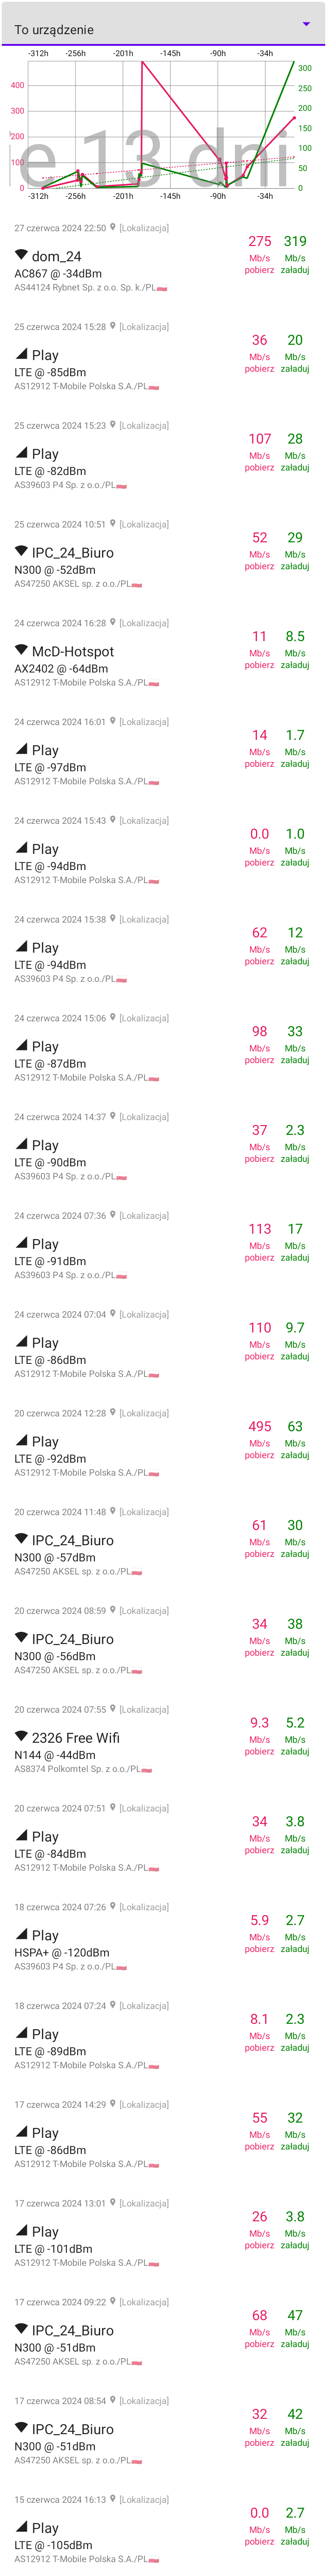 To urządzenie
-312h -256h -201h -145h -90h -34h
400 300 200 100 0
300 250 200 150 100 50 0
e 13 dni
-312h -256h -201h -145h -90h -34h
27 czerwca 2024 22:50 [Lokalizacja]
dom_24
AC867 @ -34dBm
AS44124 Rybnet Sp. z o.o. Sp. k./PL
275 319
Mb/s Mb/s
pobierz załaduj
25 czerwca 2024 15:28 [Lokalizacja]
Play
LTE @ -85dBm
AS12912 T-Mobile Polska S.A./PL
36 20
Mb/s Mb/s
pobierz załaduj
25 czerwca 2024 15:23 [Lokalizacja]
Play
LTE @ -82dBm
AS39603 P4 Sp. z o.o./PL
107 28
Mb/s Mb/s
pobierz załaduj
25 czerwca 2024 10:51 [Lokalizacja]
IPC_24_Biuro
N300 @ -52dBm
AS47250 AKSEL sp. z o.o./PL
52 29
Mb/s Mb/s
pobierz załaduj
24 czerwca 2024 16:28 [Lokalizacja]
McD-Hotspot
AX2402 @ -64dBm
AS12912 T-Mobile Polska S.A./PL
11 8.5
Mb/s Mb/s
pobierz załaduj
24 czerwca 2024 16:01 [Lokalizacja]
Play
LTE @ -97dBm
AS12912 T-Mobile Polska S.A./PL
14 1.7
Mb/s Mb/s
pobierz załaduj
24 czerwca 2024 15:43 [Lokalizacja]
Play
LTE @ -94dBm
AS12912 T-Mobile Polska S.A./PL
0.0 1.0
Mb/s Mb/s
pobierz załaduj
24 czerwca 2024 15:38 [Lokalizacja]
Play
LTE @ -94dBm
AS39603 P4 Sp. z o.o./PL
62 12
Mb/s Mb/s
pobierz załaduj
24 czerwca 2024 15:06 [Lokalizacja]
Play
LTE @ -87dBm
AS12912 T-Mobile Polska S.A./PL
98 33
Mb/s Mb/s
pobierz załaduj
24 czerwca 2024 14:37 [Lokalizacja]
Play
LTE @ -90dBm
AS39603 P4 Sp. z o.o./PL
37 2.3
Mb/s Mb/s
pobierz załaduj
24 czerwca 2024 07:36 [Lokalizacja]
Play
LTE @ -91dBm
AS39603 P4 Sp. z o.o./PL
113 17
Mb/s Mb/s
pobierz załaduj
24 czerwca 2024 07:04 [Lokalizacja]
Play
LTE @ -86dBm
AS12912 T-Mobile Polska S.A./PL
110 9.7
Mb/s Mb/s
pobierz załaduj
20 czerwca 2024 12:28 [Lokalizacja]
Play
LTE @ -92dBm
AS12912 T-Mobile Polska S.A./PL
495 63
Mb/s Mb/s
pobierz załaduj
20 czerwca 2024 11:48 [Lokalizacja]
IPC_24_Biuro
N300 @ -57dBm
AS47250 AKSEL sp. z o.o./PL
61 30
Mb/s Mb/s
pobierz załaduj
20 czerwca 2024 08:59 [Lokalizacja]
IPC_24_Biuro
N300 @ -56dBm
AS47250 AKSEL sp. z o.o./PL
34 38
Mb/s Mb/s
pobierz załaduj
20 czerwca 2024 07:55 [Lokalizacja]
2326 Free Wifi
N144 @ -44dBm
AS8374 Polkomtel Sp. z o.o./PL
9.3 5.2
Mb/s Mb/s
pobierz załaduj
20 czerwca 2024 07:51 [Lokalizacja]
Play
LTE @ -84dBm
AS12912 T-Mobile Polska S.A./PL
34 3.8
Mb/s Mb/s
pobierz załaduj
18 czerwca 2024 07:26 [Lokalizacja]
Play
HSPA+ @ -120dBm
AS39603 P4 Sp. z o.o./PL
5.9 2.7
Mb/s Mb/s
pobierz załaduj
18 czerwca 2024 07:24 [Lokalizacja]
Play
LTE @ -89dBm
AS12912 T-Mobile Polska S.A./PL
8.1 2.3
Mb/s Mb/s
pobierz załaduj
17 czerwca 2024 14:29 [Lokalizacja]
Play
LTE @ -86dBm
AS12912 T-Mobile Polska S.A./PL
55 32
Mb/s Mb/s
pobierz załaduj
17 czerwca 2024 13:01 [Lokalizacja]
Play
LTE @ -101dBm
AS12912 T-Mobile Polska S.A./PL
26 3.8
Mb/s Mb/s
pobierz załaduj
17 czerwca 2024 09:22 [Lokalizacja]
IPC_24_Biuro
N300 @ -51dBm
AS47250 AKSEL sp. z o.o./PL
68 47
Mb/s Mb/s
pobierz załaduj
17 czerwca 2024 08:54 [Lokalizacja]
IPC_24_Biuro
N300 @ -51dBm
AS47250 AKSEL sp. z o.o./PL
32 42
Mb/s Mb/s
pobierz załaduj
15 czerwca 2024 16:13 [Lokalizacja]
Play
LTE @ -105dBm
AS12912 T-Mobile Polska S.A./PL
0.0 2.7
Mb/s Mb/s
pobierz załaduj